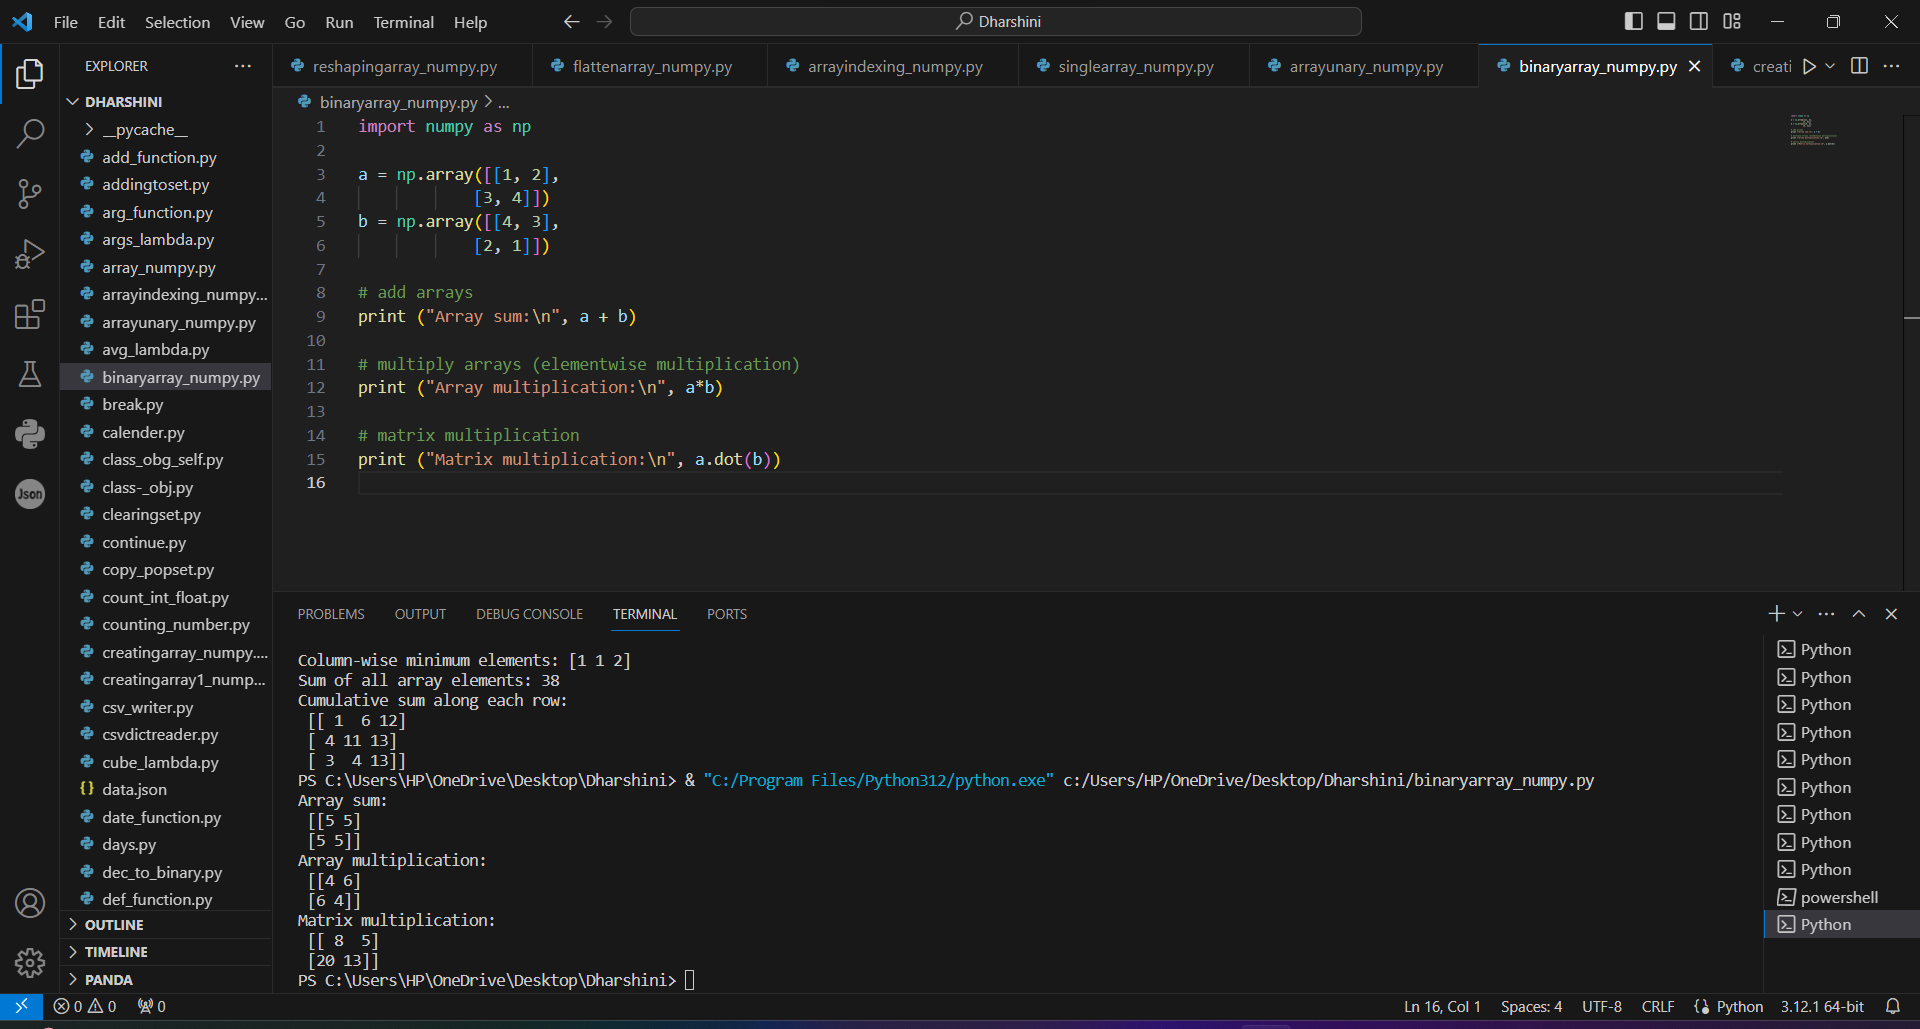 File Edit Selection View Go Run Terminal Help
Dharshini
EXPLORER
DHARSHINI
__pycache__
add_function.py
addingtoset.py
arg_function.py
args_lambda.py
array_numpy.py
arrayindexing_numpy...
arrayunary_numpy.py
avg_lambda.py
binaryarray_numpy.py
break.py
calender.py
class_obg_self.py
class-_obj.py
clearingset.py
continue.py
copy_popset.py
count_int_float.py
counting_number.py
creatingarray_numpy....
creatingarray1_nump...
csv_writer.py
csvdictreader.py
cube_lambda.py
{} data.json
date_function.py
days.py
dec_to_binary.py
def_function.py
OUTLINE
TIMELINE
PANDA
Json
reshapingarray_numpy.py flattenarray_numpy.py arrayindexing_numpy.py singlearray_numpy.py arrayunary_numpy.py binaryarray_numpy.py creati
binaryarray_numpy.py > ...
1 import numpy as np
2
3 a = np.array([[1, 2],
4 [3, 4]])
5 b = np.array([[4, 3],
6 [2, 1]])
7
8 # add arrays
9 print ("Array sum:\n", a + b)
10
11 # multiply arrays (elementwise multiplication)
12 print ("Array multiplication:\n", a*b)
13
14 # matrix multiplication
15 print ("Matrix multiplication:\n", a.dot(b))
16
PROBLEMS OUTPUT DEBUG CONSOLE TERMINAL PORTS
Column-wise minimum elements: [1 1 2]
Sum of all array elements: 38
Cumulative sum along each row:
[[ 1  6 12]
[ 4 11 13]
[ 3  4 13]]
PS C:\Users\HP\OneDrive\Desktop\Dharshini> & "C:/Program Files/Python312/python.exe" c:/Users/HP/OneDrive/Desktop/Dharshini/binaryarray_numpy.py
Array sum:
[[5 5]
[5 5]]
Array multiplication:
[[4 6]
[6 4]]
Matrix multiplication:
[[ 8  5]
[20 13]]
PS C:\Users\HP\OneDrive\Desktop\Dharshini>
Python
Python
Python
Python
Python
Python
Python
Python
Python
powershell
Python
0 0 0 Ln 16, Col 1 Spaces: 4 UTF-8 CRLF {} Python 3.12.1 64-bit